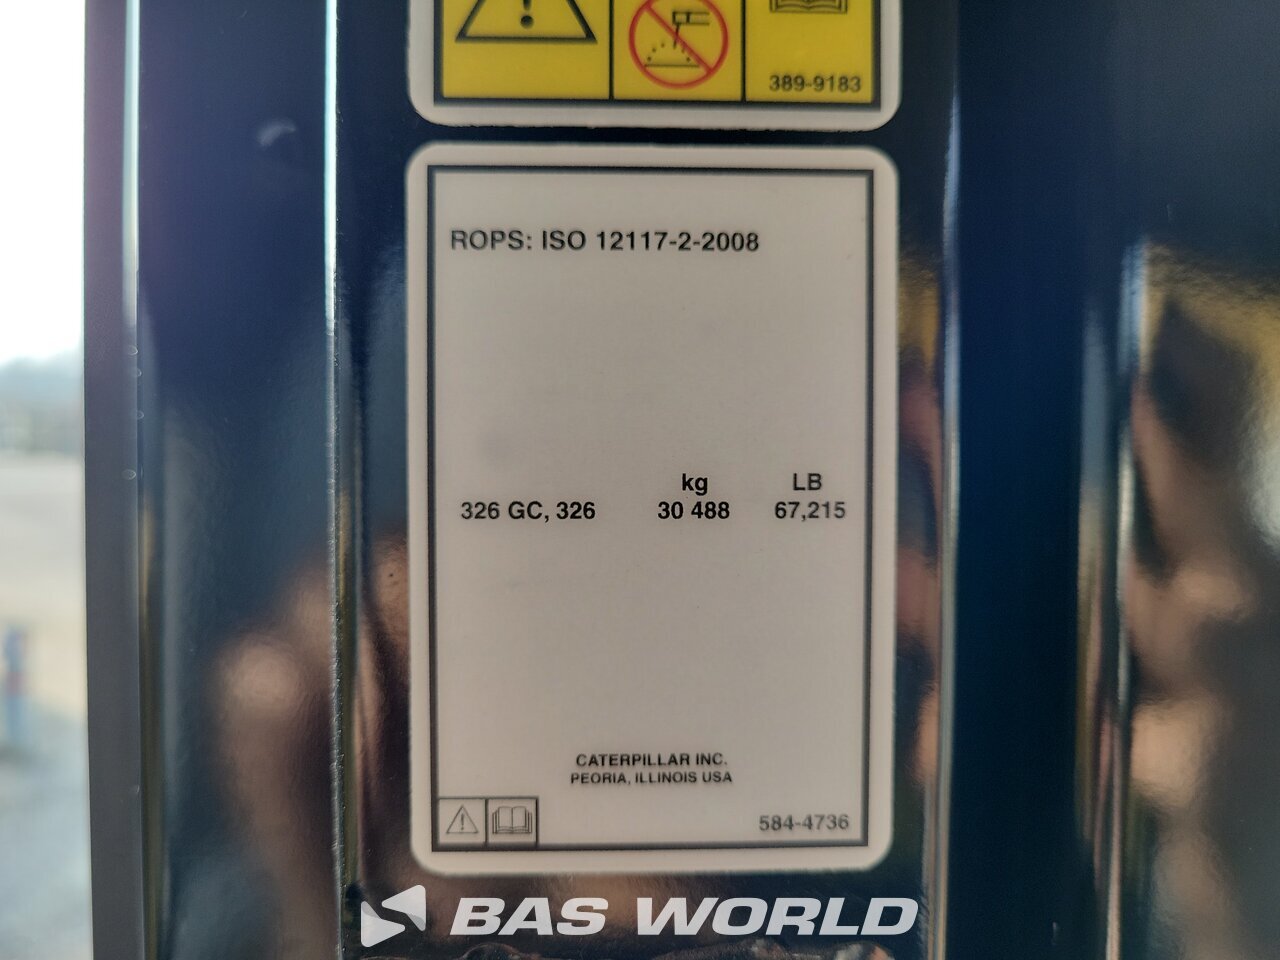 389-9183
ROPS: ISO 12117-2-2008
kg LB
326 GC, 326 30 488 67,215
CATERPILLAR INC.
PEORIA, ILLINOIS USA
584-4736
BAS WORLD